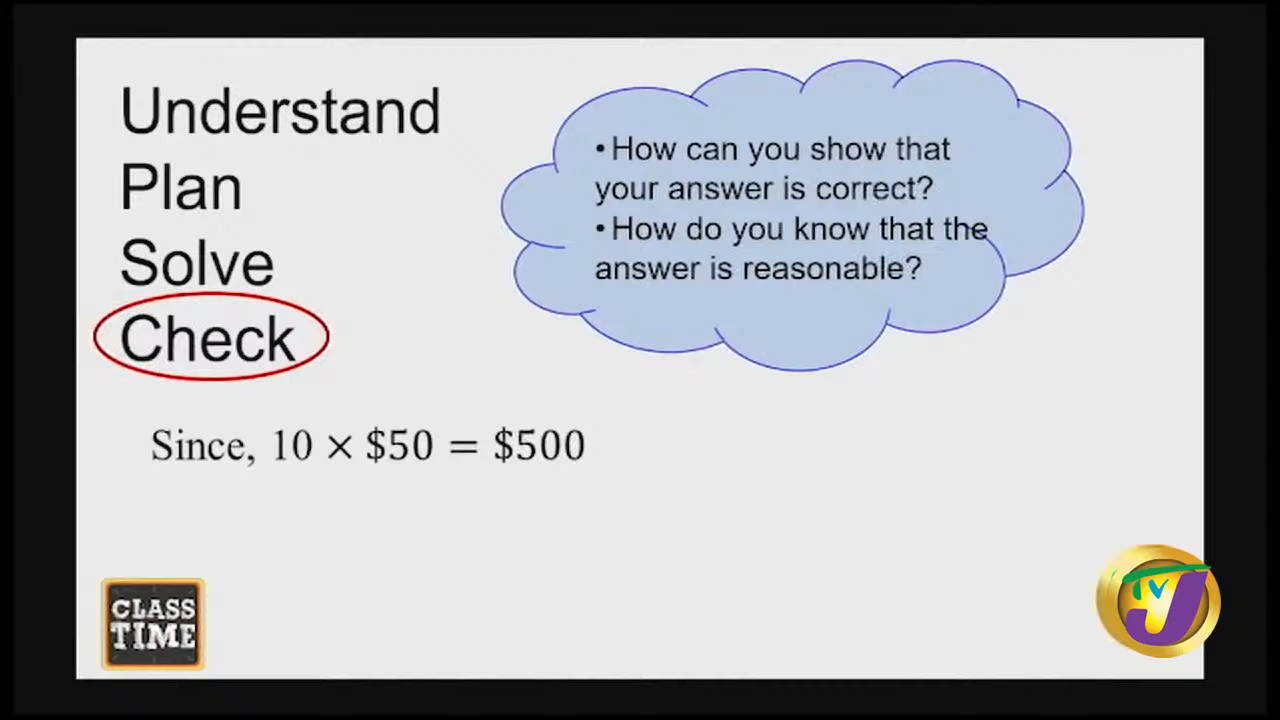 Understand
Plan
Solve
Check
• How can you show that
your answer is correct?
• How do you know that the
answer is reasonable?
Since, 10 × $50 = $500
CLASS
TIME
TVJ